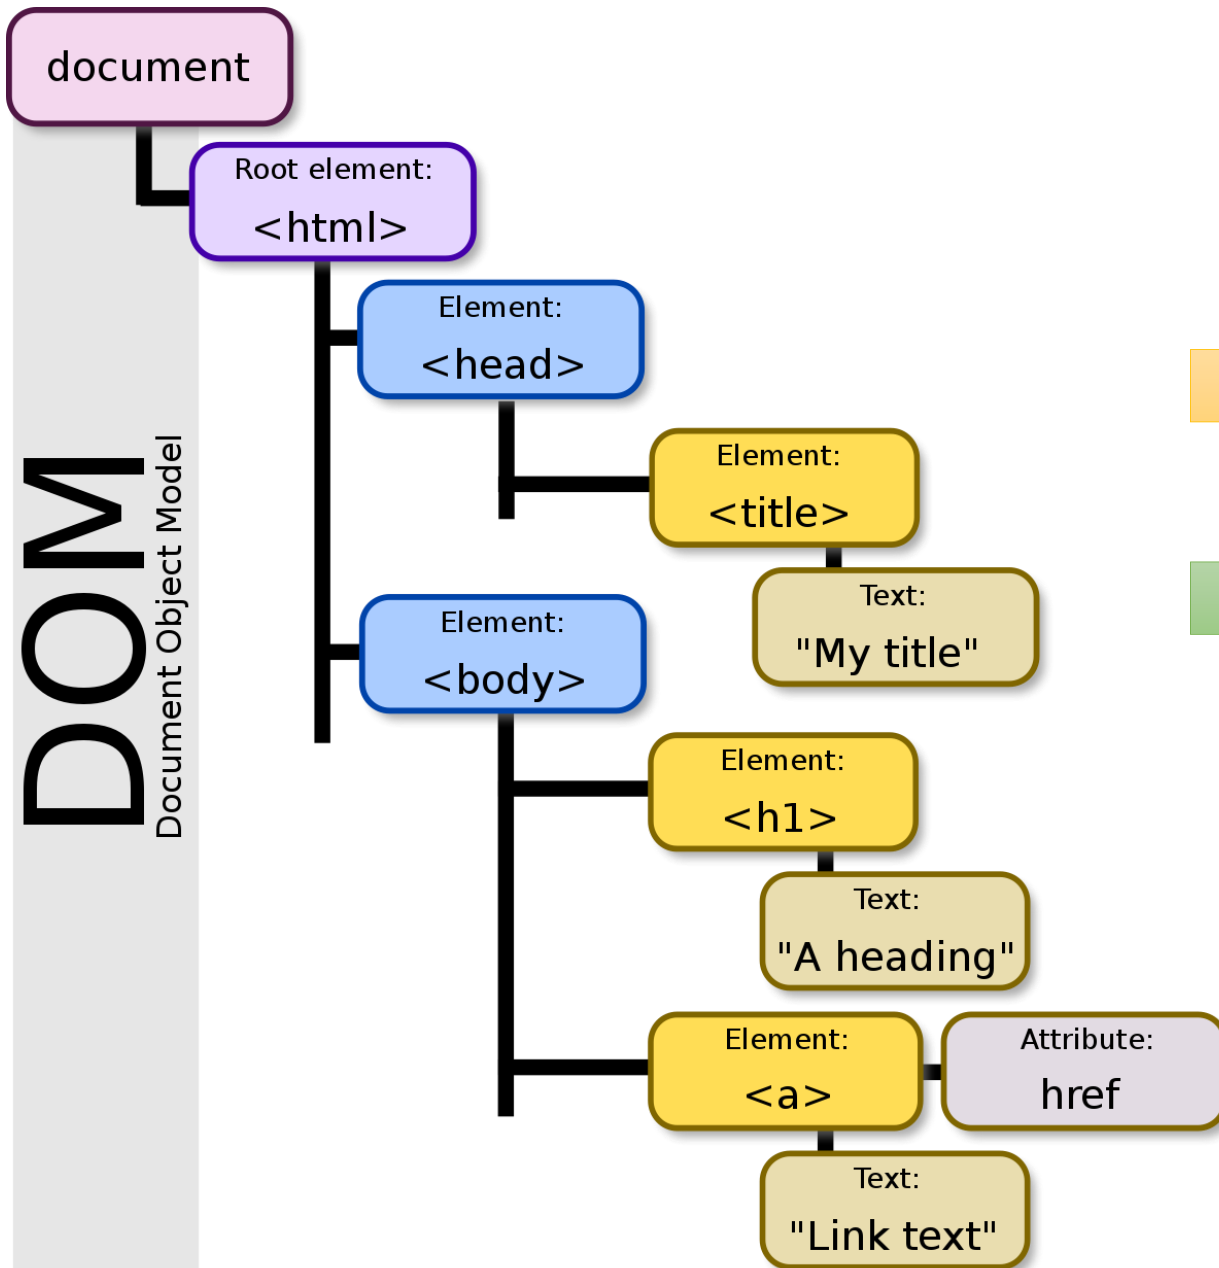 document
Root element:
<html>
Element:
<head>
Element:
<title>
Text:
"My title"
Element:
<body>
Element:
<h1>
Text:
"A heading"
Element:
<a>
Attribute:
href
Text:
"Link text"
DOM
Document Object Model